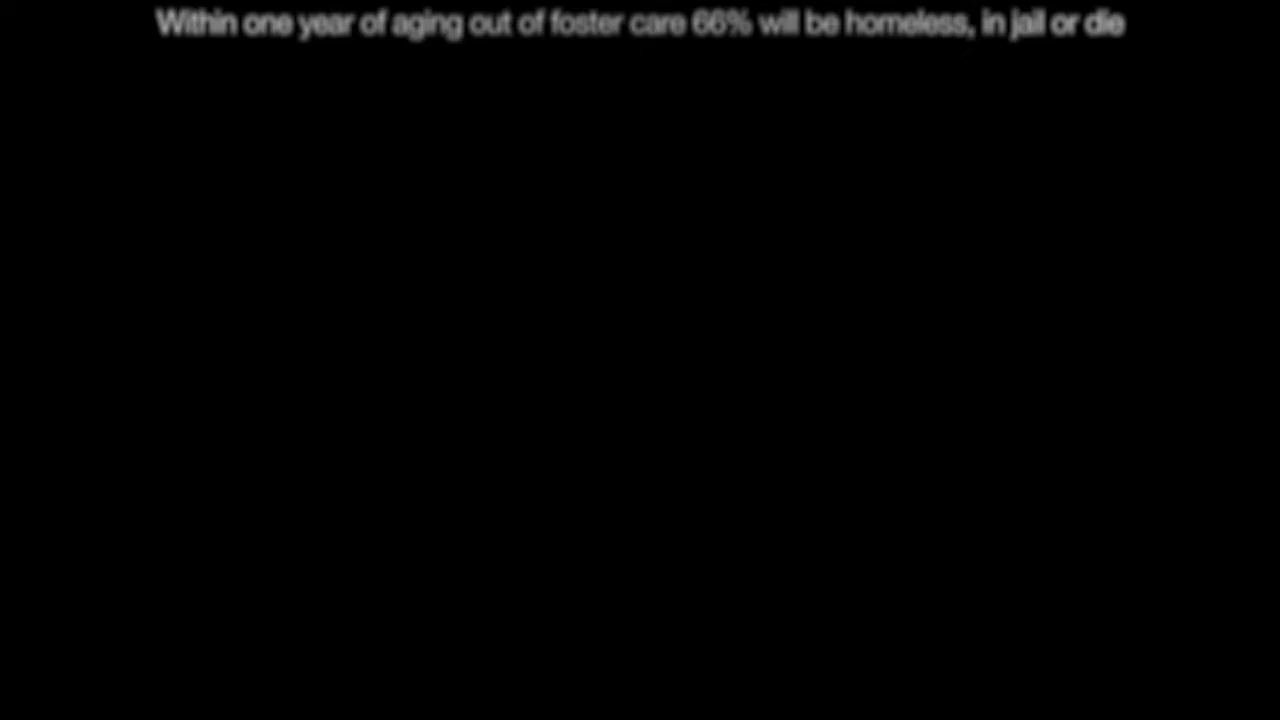 Within one year of aging out of foster care 66% will be homeless, in jail or die